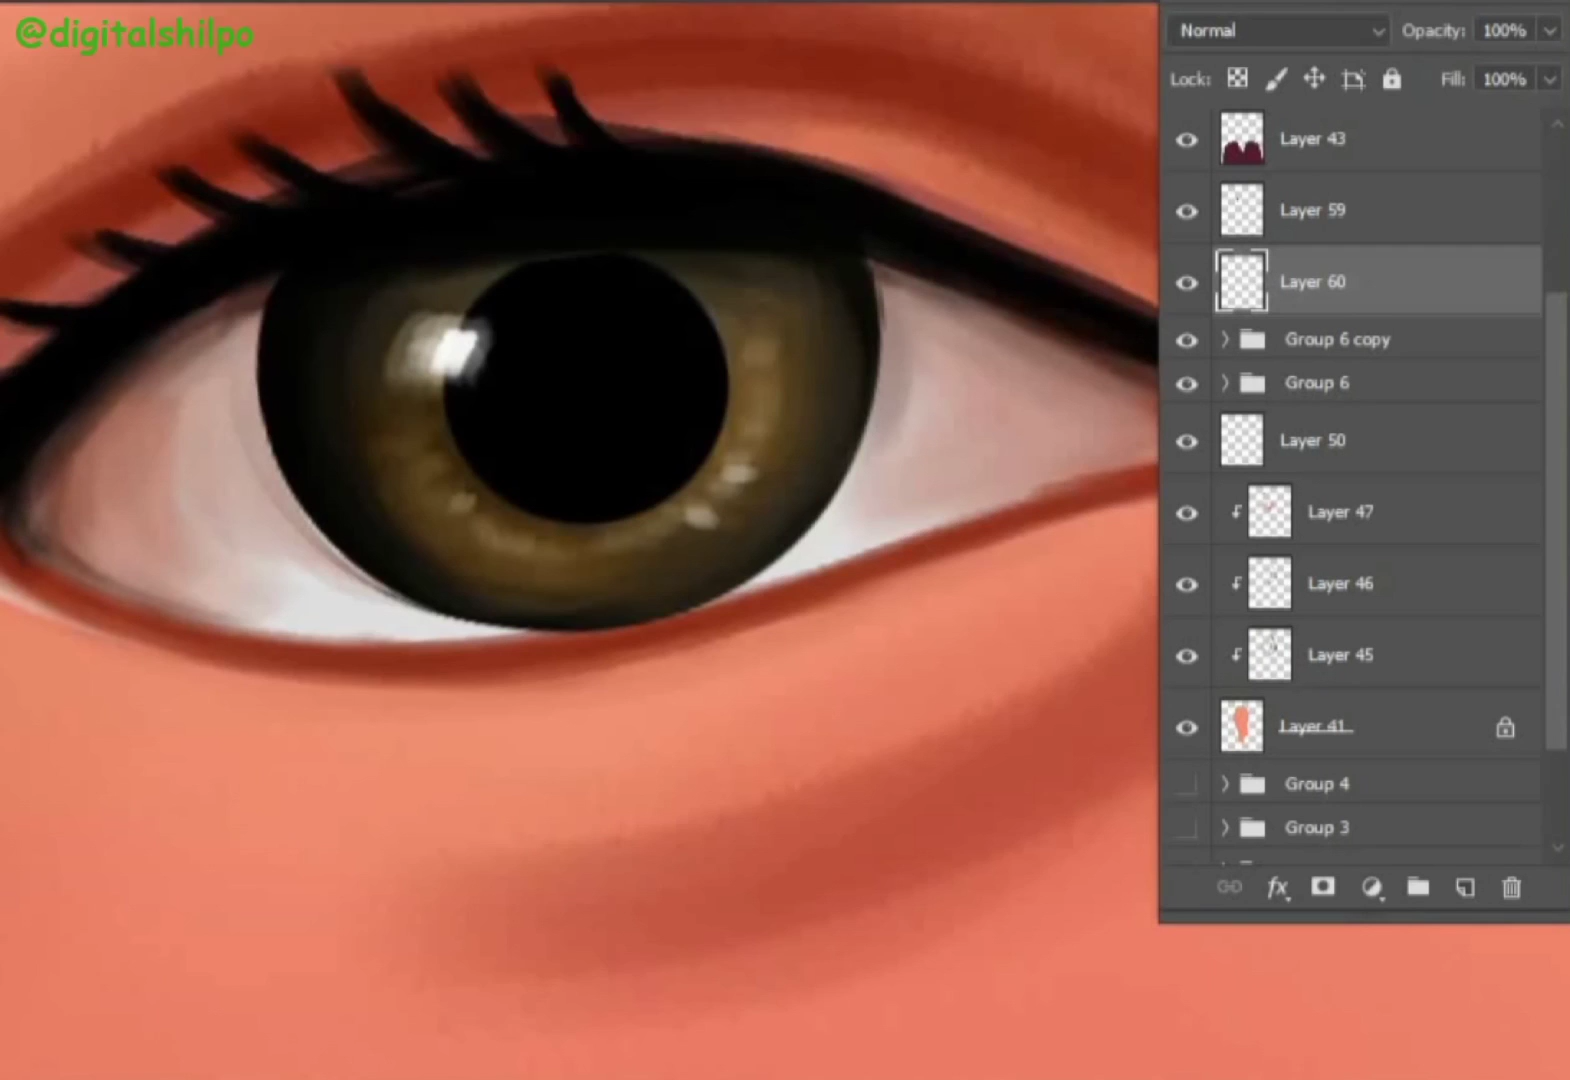 @digitalshilpo
Normal Opacity: 100%
Lock: Fill: 100%
Layer 43
Layer 59
Layer 60
Group 6 copy
Group 6
Layer 50
Layer 47
Layer 46
Layer 45
Layer 41
Group 4
Group 3
fx